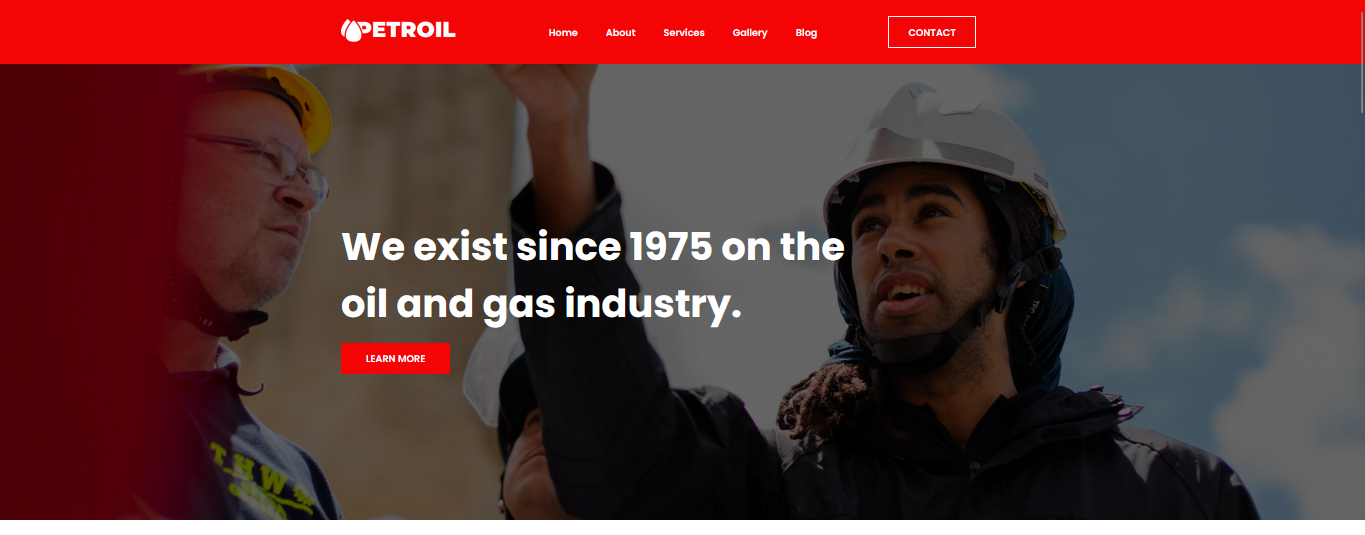 PETROIL
Home About Services Gallery Blog
CONTACT
We exist since 1975 on the
oil and gas industry.
LEARN MORE
THW